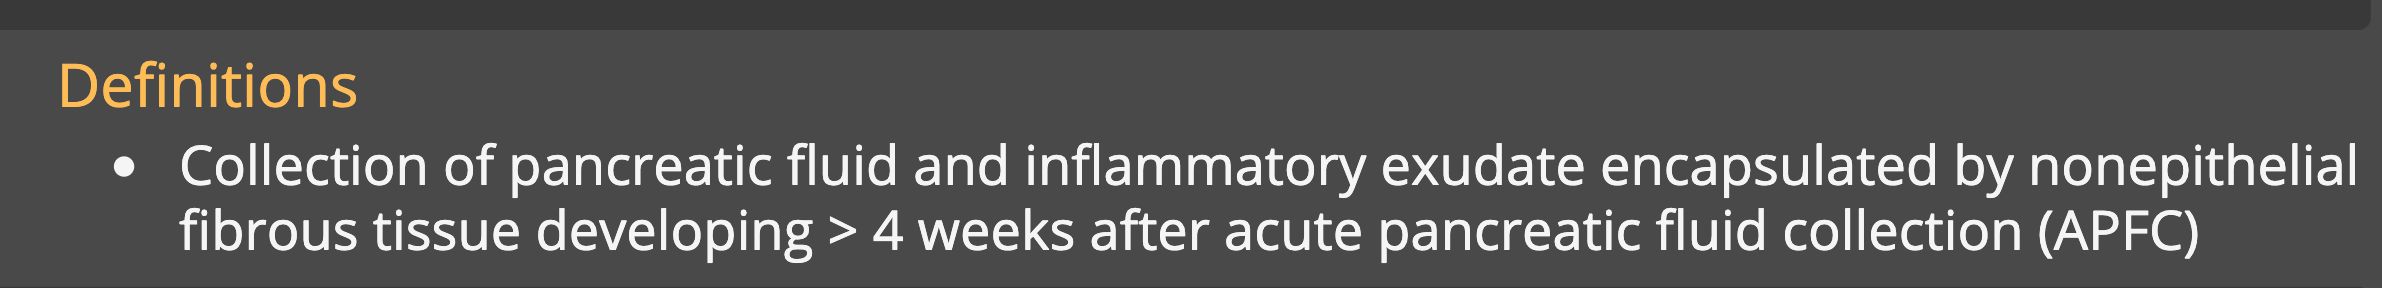 Definitions
• Collection of pancreatic fluid and inflammatory exudate encapsulated by nonepithelial
fibrous tissue developing > 4 weeks after acute pancreatic fluid collection (APFC)